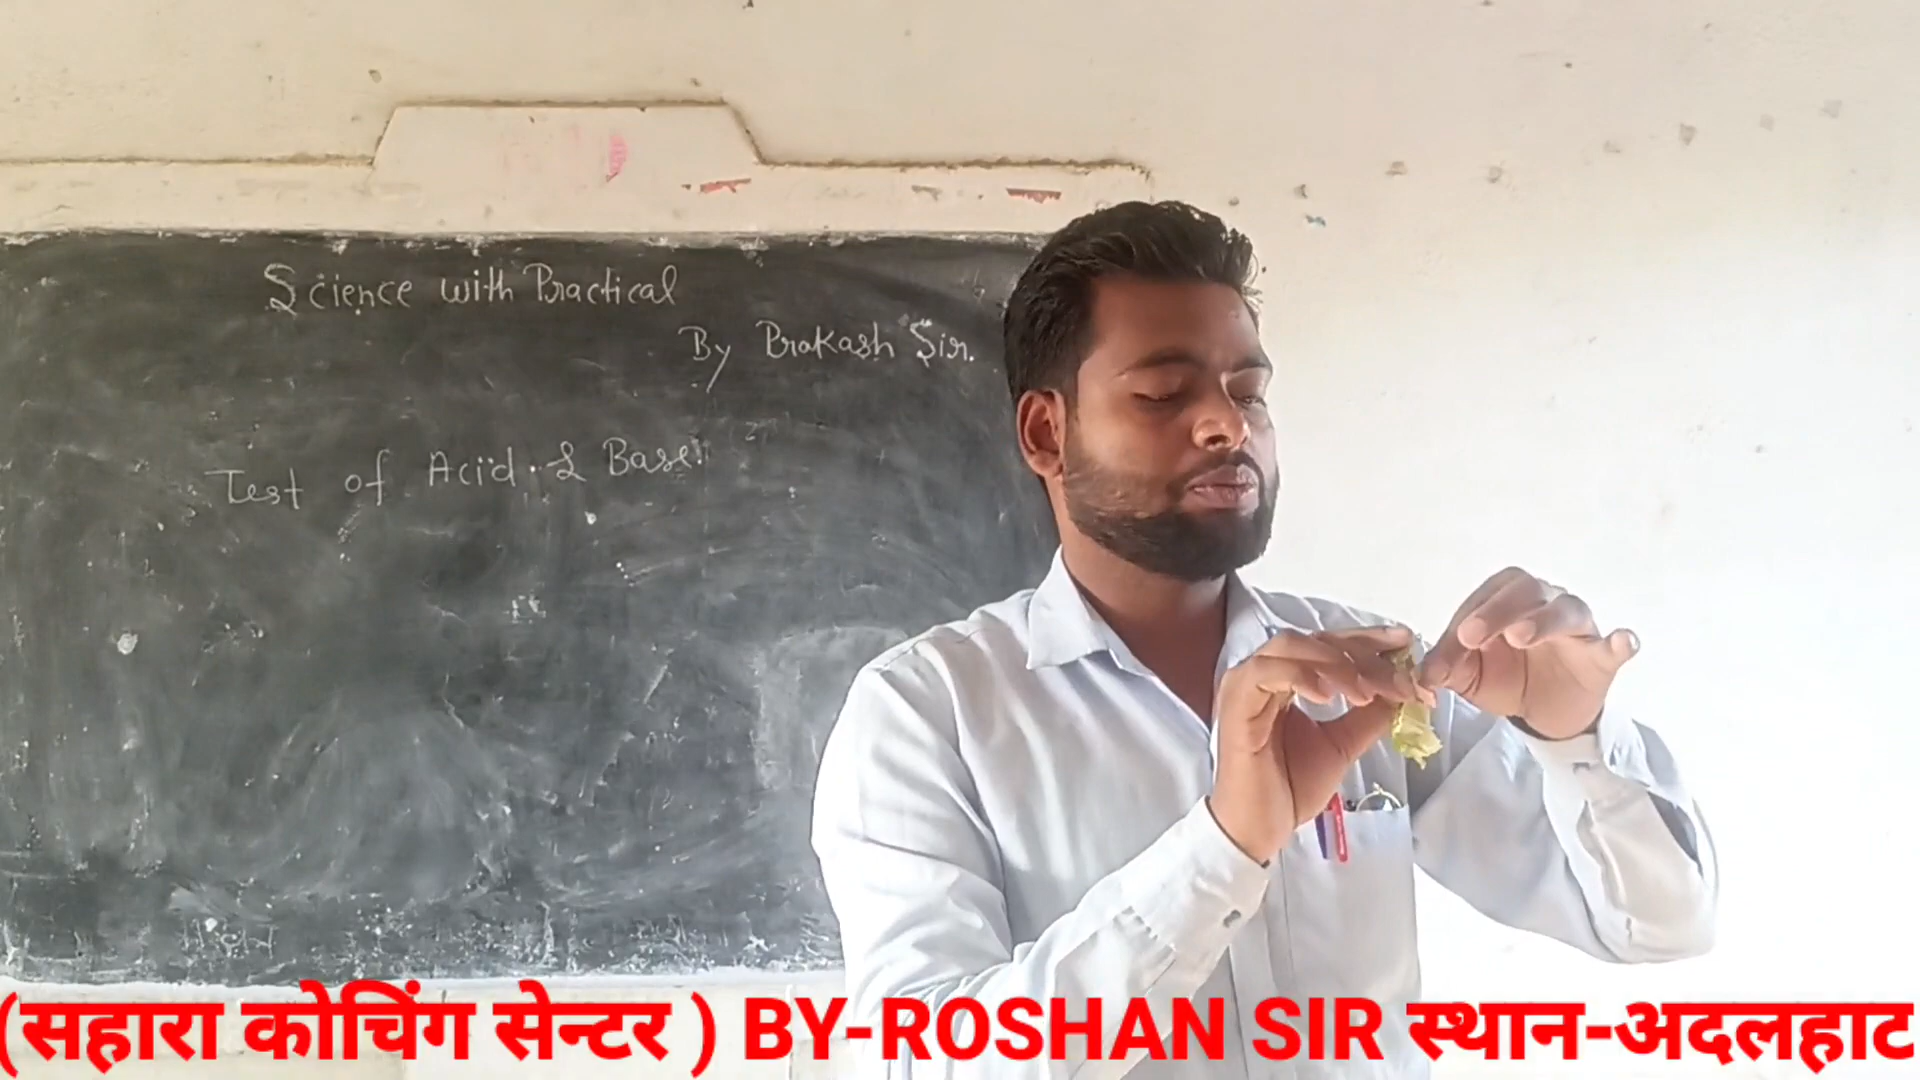 Science with Practical
By Prakash Sir.
Test of Acid & Base:
(सहारा कोचिंग सेन्टर ) BY-ROSHAN SIR स्थान-अदलहाट